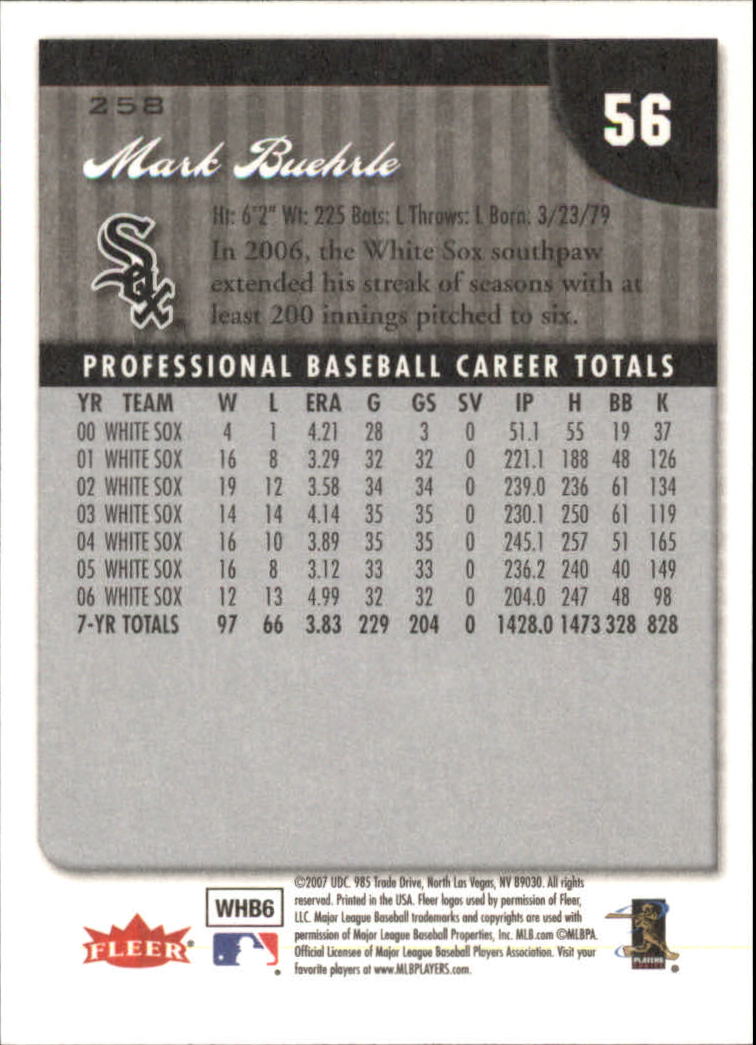 258
56
Mark Buehrle
Ht: 6'2" Wt: 225 Bats: L Throws: L Born: 3/23/79
Sox
In 2006, the White Sox southpaw
extended his streak of seasons with at
least 200 innings pitched to six.
PROFESSIONAL BASEBALL CAREER TOTALS
YR TEAM W L ERA G GS SV IP H BB K
00 WHITE SOX 4 1 4.21 28 3 0 51.1 55 19 37
01 WHITE SOX 16 8 3.29 32 32 0 221.1 188 48 126
02 WHITE SOX 19 12 3.58 34 34 0 239.0 236 61 134
03 WHITE SOX 14 14 4.14 35 35 0 230.1 250 61 119
04 WHITE SOX 16 10 3.89 35 35 0 245.1 257 51 165
05 WHITE SOX 16 8 3.12 33 33 0 236.2 240 40 149
06 WHITE SOX 12 13 4.99 32 32 0 204.0 247 48 98
7-YR TOTALS 97 66 3.83 229 204 0 1428.0 1473 328 828
©2007 UDC. 985 Trade Drive, North Las Vegas, NV 89030. All rights
reserved. Printed in the USA. Fleer logos used by permission of Fleer,
LLC. Major League Baseball trademarks and copyrights are used with
permission of Major League Baseball Properties, Inc. MLB.com ©MLBPA.
Official Licensee of Major League Baseball Players Association. Visit your
favorite players at www.MLBPLAYERS.com.
WHB6
FLEER®
PLAYERS